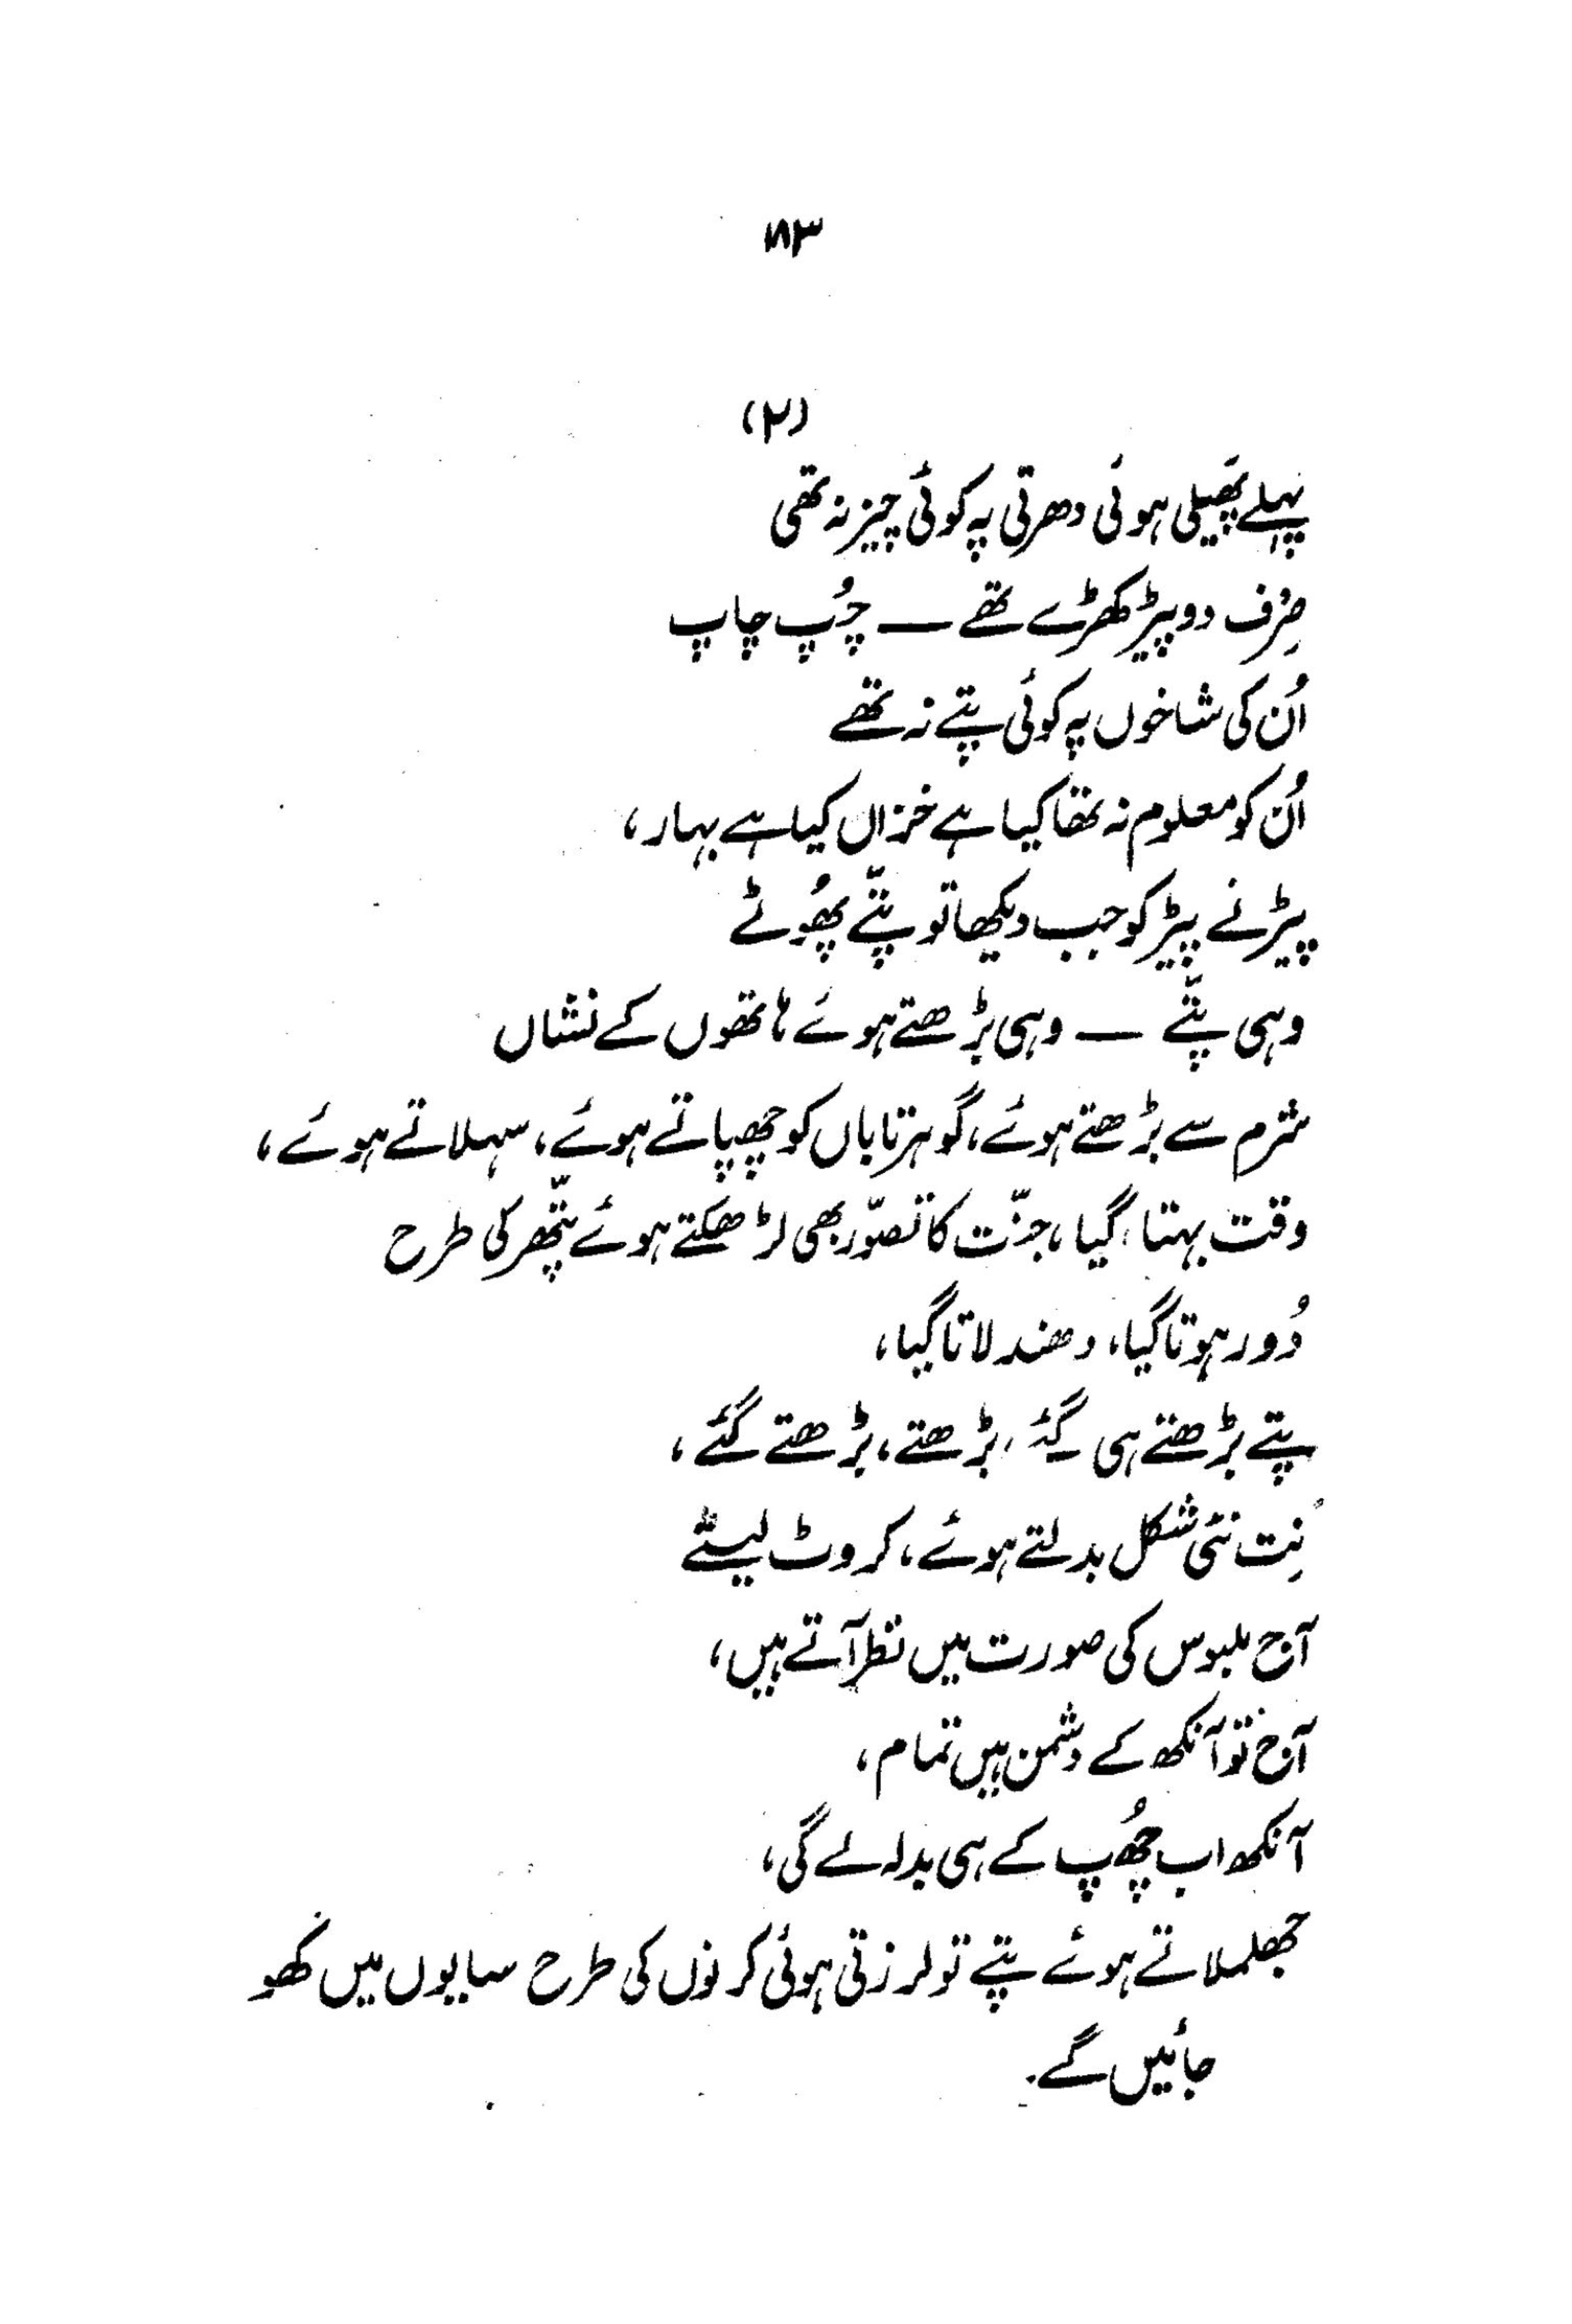 ۱۸۳
(۲)
پہلے پھیلی ہوئی دھرتی پہ کوئی چیز نہ تھی
صِرف دو پیڑ کھڑے تھے — چُپ چاپ
اُن کی شاخوں پہ کوئی پتے نہ تھے
اُن کو معلوم نہ تھا کیا ہے خزاں کیا ہے بہار،
پیڑ نے پیڑ کو جب دیکھا تو پتّے پھُوٹے
وہی پتّے — وہی بڑھتے ہوئے ہاتھوں کے نشاں
شرم سے بڑھتے ہوئے، گوہر تاباں کو چھپاتے ہوئے، سہلاتے ہوئے،
وقت بہتا گیا، جنّت کا تصوّر بھی لڑھکتے ہوئے پتّھر کی طرح
دُور ہوتا گیا، دھندلاتا گیا،
پتے بڑھتے ہی گئے، بڑھتے، بڑھتے گئے،
نِت نئی شکل بدلتے ہوئے، کروٹ لیتے
آج ملبوس کی صورت میں نظر آتے ہیں،
آج تو آنکھ کے دشمن ہیں تمام،
آنکھ اب چھُپ کے ہی بدلہ لے گی،
جھلملاتے ہوئے پتے تو لرزتی ہوئی کرنوں کی طرح سایوں میں کھو
جائیں گے.